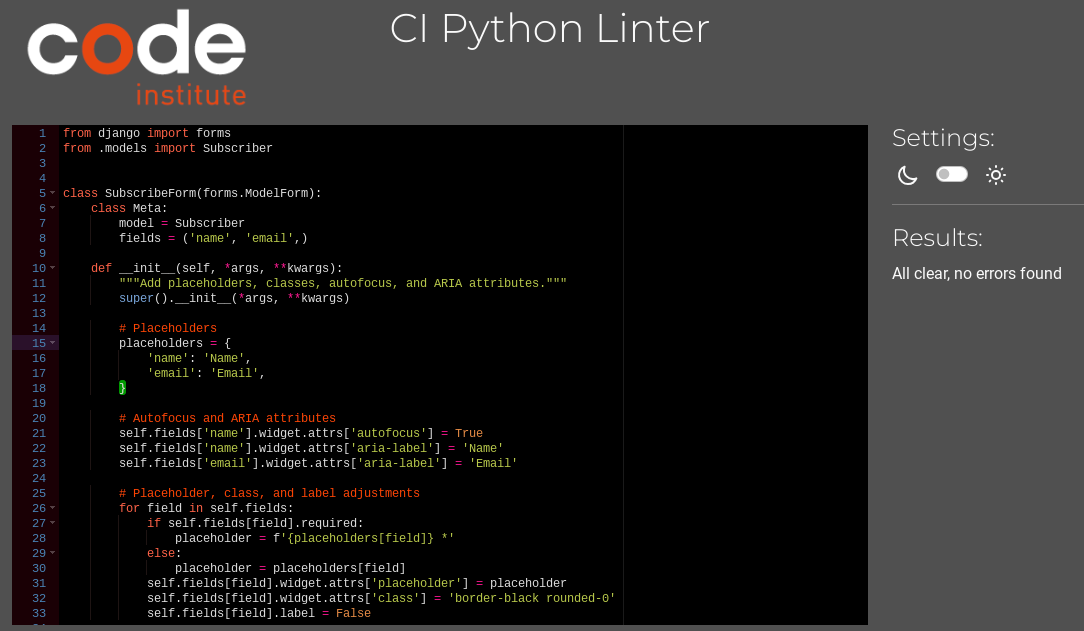 code
institute
CI Python Linter
1 from django import forms
2 from .models import Subscriber
3
4
5 class SubscribeForm(forms.ModelForm):
6     class Meta:
7         model = Subscriber
8         fields = ('name', 'email',)
9
10     def __init__(self, *args, **kwargs):
11         """Add placeholders, classes, autofocus, and ARIA attributes."""
12         super().__init__(*args, **kwargs)
13
14         # Placeholders
15         placeholders = {
16             'name': 'Name',
17             'email': 'Email',
18         }
19
20         # Autofocus and ARIA attributes
21         self.fields['name'].widget.attrs['autofocus'] = True
22         self.fields['name'].widget.attrs['aria-label'] = 'Name'
23         self.fields['email'].widget.attrs['aria-label'] = 'Email'
24
25         # Placeholder, class, and label adjustments
26         for field in self.fields:
27             if self.fields[field].required:
28                 placeholder = f'{placeholders[field]} *'
29             else:
30                 placeholder = placeholders[field]
31             self.fields[field].widget.attrs['placeholder'] = placeholder
32             self.fields[field].widget.attrs['class'] = 'border-black rounded-0'
33             self.fields[field].label = False
Settings:
Results:
All clear, no errors found